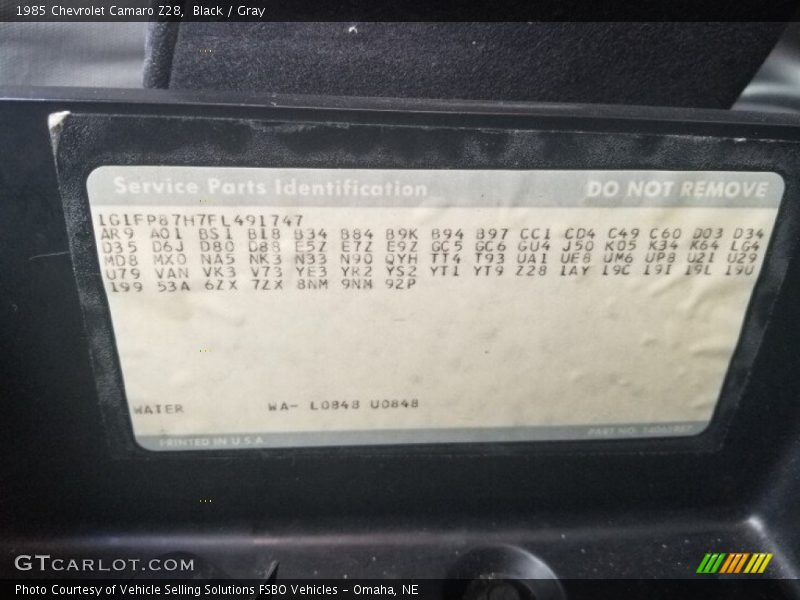 1985 Chevrolet Camaro Z28, Black / Gray
Service Parts Identification DO NOT REMOVE
1G1FP87H7FL491747
AR9 AO1 BS1 B18 B34 B84 B9K B94 B97 CC1 CD4 C49 C60 D03 D34
D35 D6J D80 D88 E5Z E7Z E9Z GC5 GC6 GU4 J50 K05 K34 K64 LG4
MD8 MX0 NA5 NK3 N33 N90 QYH TT4 T93 UA1 UE8 UM6 UP8 U21 U29
U79 VAN VK3 V73 YE3 YR2 YS2 YT1 YT9 Z28 1AY 19C 19I 19L 19U
199 53A 6ZX 7ZX 8NM 9NM 92P
WATER WA- L0848 U0848
PRINTED IN U.S.A. PART NO.
GTCARLOT.COM
Photo Courtesy of Vehicle Selling Solutions FSBO Vehicles - Omaha, NE